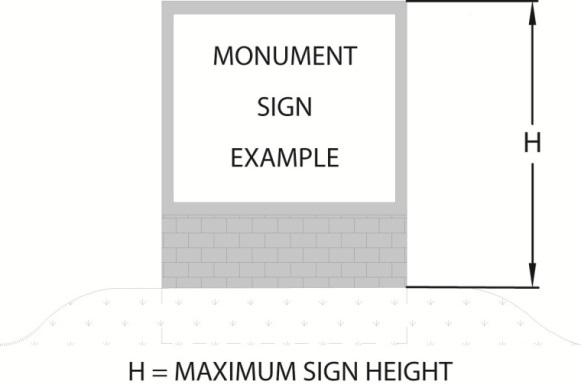 MONUMENT
SIGN
EXAMPLE
H
H = MAXIMUM SIGN HEIGHT